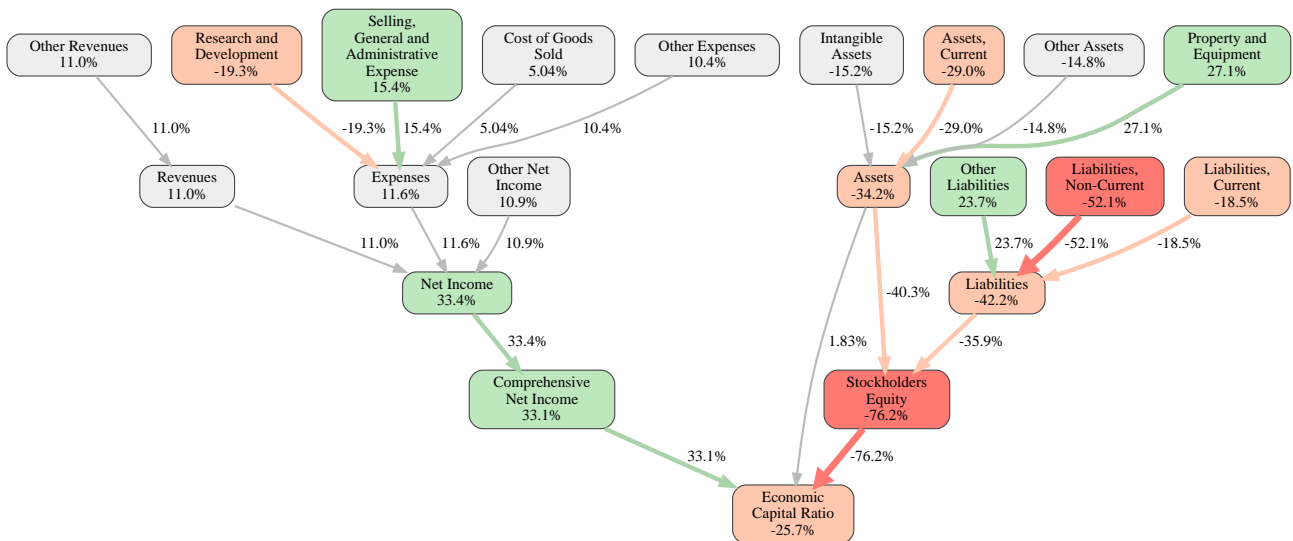 Other Revenues
11.0%
Research and
Development
-19.3%
Selling,
General and
Administrative
Expense
15.4%
Cost of Goods
Sold
5.04%
Other Expenses
10.4%
Intangible
Assets
-15.2%
Assets,
Current
-29.0%
Other Assets
-14.8%
Property and
Equipment
27.1%
11.0%
-19.3%
15.4%
5.04%
10.4%
-15.2%
-29.0%
-14.8%
27.1%
Revenues
11.0%
Expenses
11.6%
Other Net
Income
10.9%
Assets
-34.2%
Other
Liabilities
23.7%
Liabilities,
Non-Current
-52.1%
Liabilities,
Current
-18.5%
11.0%
11.6%
10.9%
23.7%
-52.1%
-18.5%
Net Income
33.4%
-40.3%
Liabilities
-42.2%
33.4%
1.83%
-35.9%
Comprehensive
Net Income
33.1%
Stockholders
Equity
-76.2%
33.1%
-76.2%
Economic
Capital Ratio
-25.7%